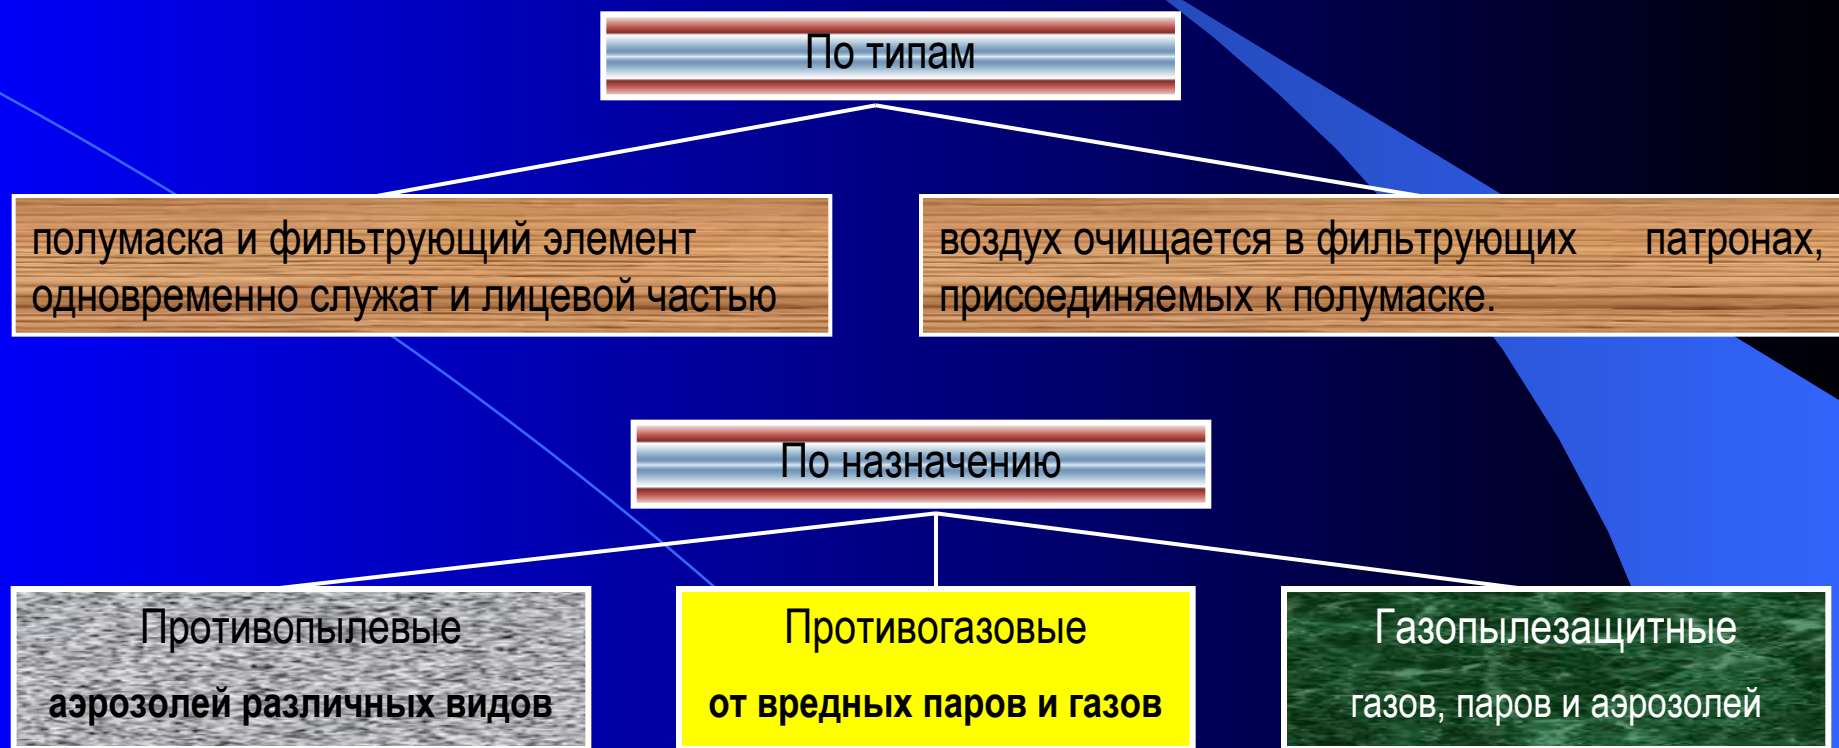 По типам
полумаска и фильтрующий элемент
одновременно служат и лицевой частью
воздух очищается в фильтрующих патронах,
присоединяемых к полумаске.
По назначению
Противопылевые
аэрозолей различных видов
Противогазовые
от вредных паров и газов
Газопылезащитные
газов, паров и аэрозолей